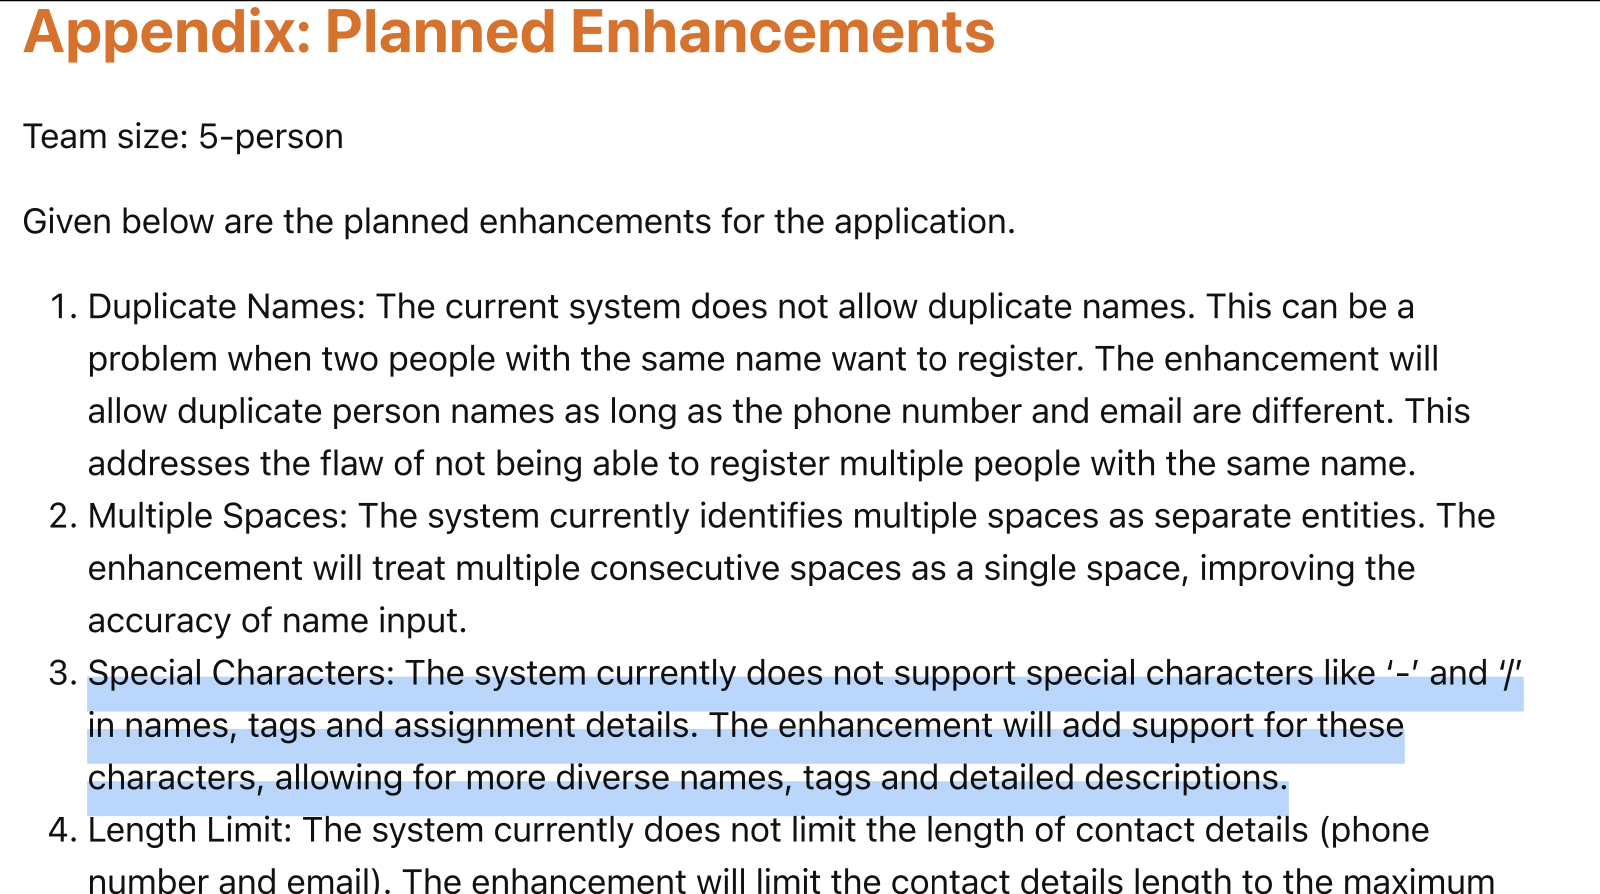 Appendix: Planned Enhancements
Team size: 5-person
Given below are the planned enhancements for the application.
1. Duplicate Names: The current system does not allow duplicate names. This can be a
problem when two people with the same name want to register. The enhancement will
allow duplicate person names as long as the phone number and email are different. This
addresses the flaw of not being able to register multiple people with the same name.
2. Multiple Spaces: The system currently identifies multiple spaces as separate entities. The
enhancement will treat multiple consecutive spaces as a single space, improving the
accuracy of name input.
3. Special Characters: The system currently does not support special characters like ‘-’ and ‘/’
in names, tags and assignment details. The enhancement will add support for these
characters, allowing for more diverse names, tags and detailed descriptions.
4. Length Limit: The system currently does not limit the length of contact details (phone
number and email). The enhancement will limit the contact details length to the maximum